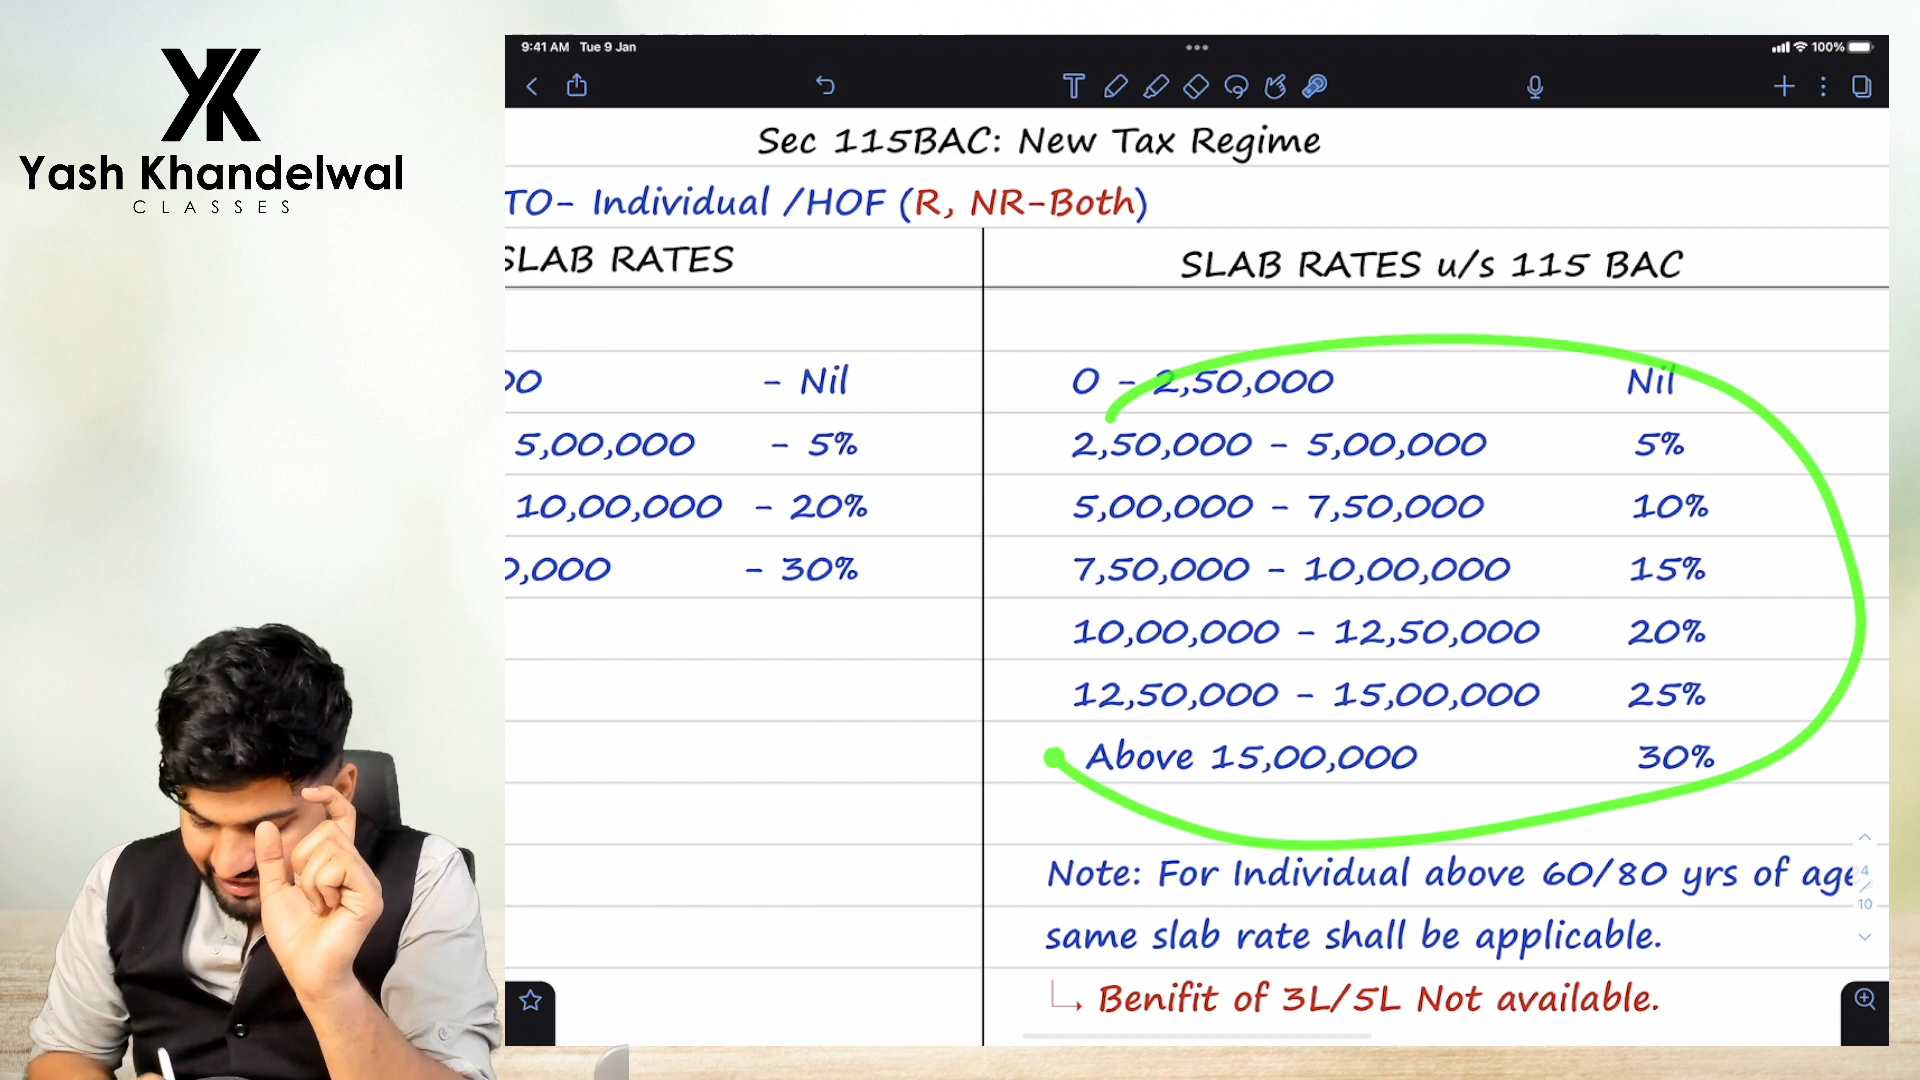 Yash Khandelwal
CLASSES
9:41 AM Tue 9 Jan
100%
Sec 115BAC: New Tax Regime
TO- Individual /HOF (R, NR-Both)
SLAB RATES
SLAB RATES u/s 115 BAC
00 - Nil
0 - 2,50,000 Nil
5,00,000 - 5%
2,50,000 - 5,00,000 5%
10,00,000 - 20%
5,00,000 - 7,50,000 10%
0,000 - 30%
7,50,000 - 10,00,000 15%
10,00,000 - 12,50,000 20%
12,50,000 - 15,00,000 25%
Above 15,00,000 30%
Note: For Individual above 60/80 yrs of age
same slab rate shall be applicable.
Benifit of 3L/5L Not available.
4/10